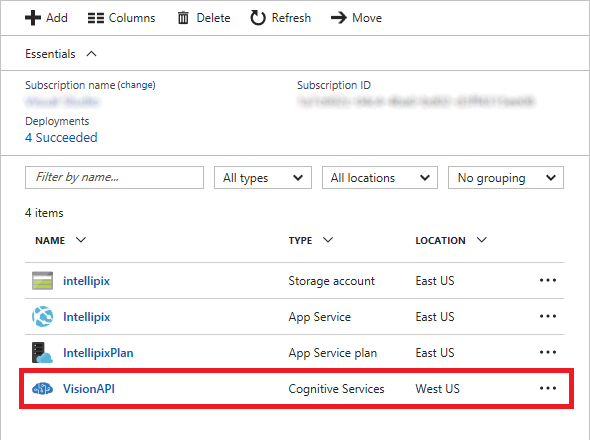 Add Columns Delete Refresh Move
Essentials
Subscription name (change) Subscription ID
Deployments
4 Succeeded
Filter by name... All types All locations No grouping
4 items
NAME TYPE LOCATION
intellipix Storage account East US
Intellipix App Service East US
IntellipixPlan App Service plan East US
VisionAPI Cognitive Services West US